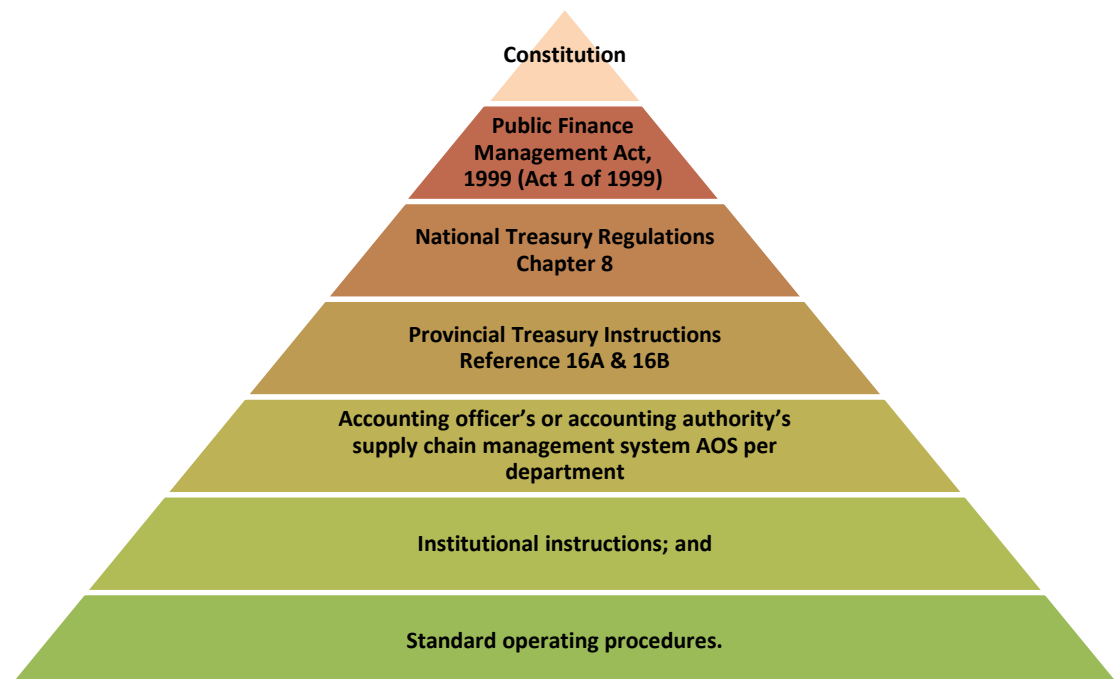 Constitution
Public Finance
Management Act,
1999 (Act 1 of 1999)
National Treasury Regulations
Chapter 8
Provincial Treasury Instructions
Reference 16A & 16B
Accounting officer’s or accounting authority’s
supply chain management system AOS per
department
Institutional instructions; and
Standard operating procedures.